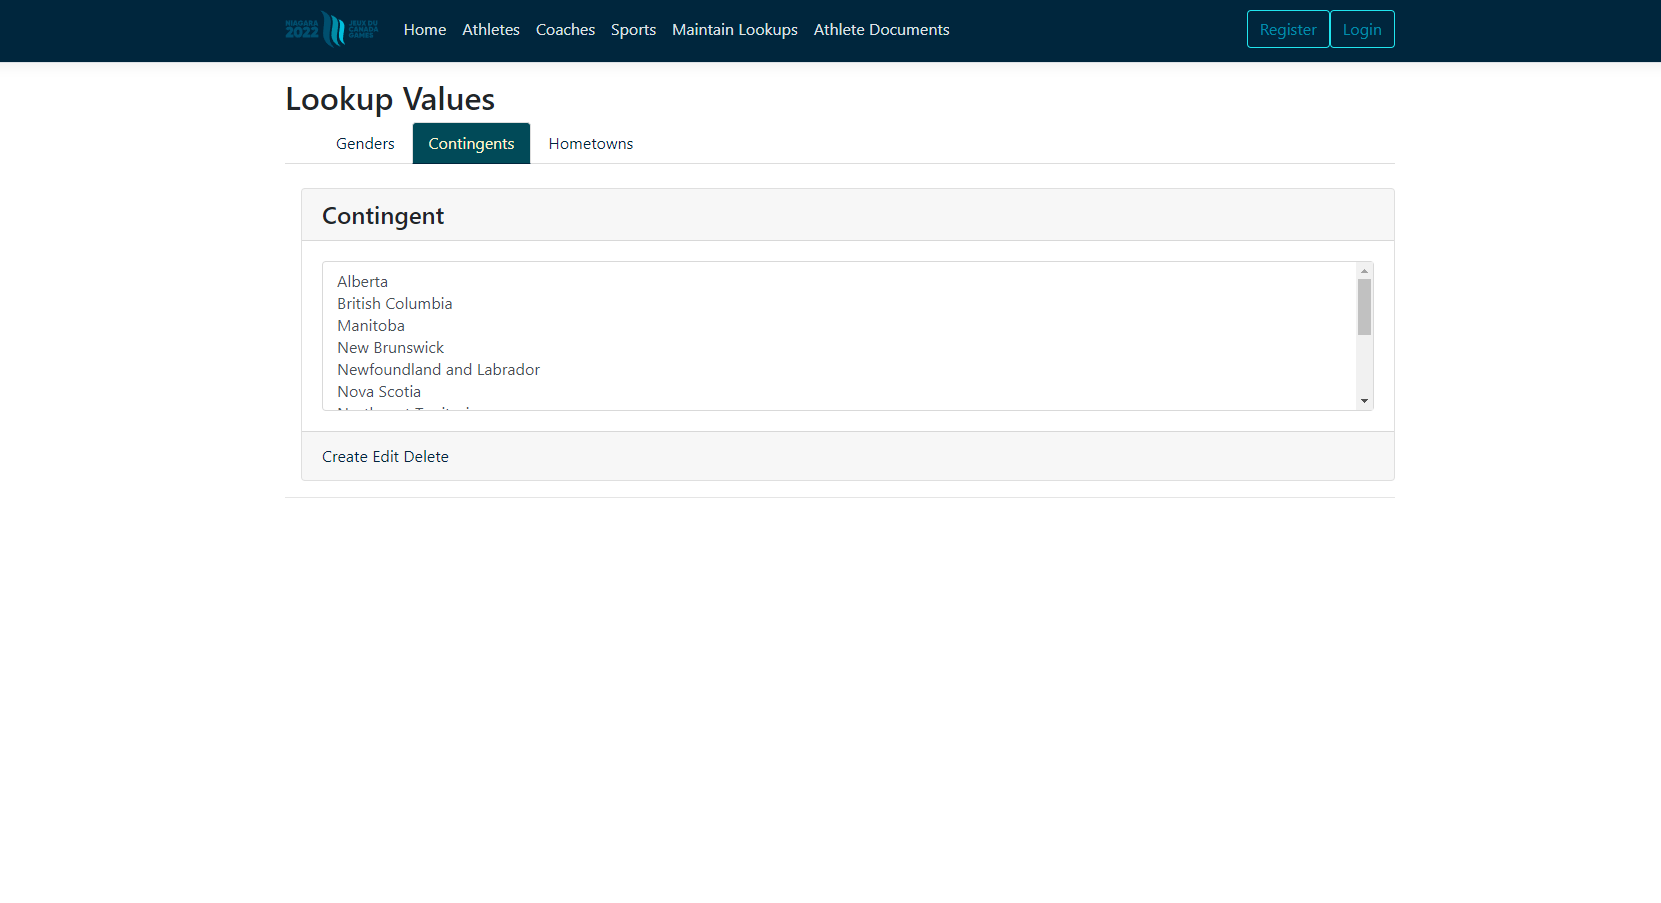 NIAGARA 2022 JEUX DU CANADA GAMES
Home Athletes Coaches Sports Maintain Lookups Athlete Documents Register Login
Lookup Values
Genders Contingents Hometowns
Contingent
Alberta
British Columbia
Manitoba
New Brunswick
Newfoundland and Labrador
Nova Scotia
Create Edit Delete